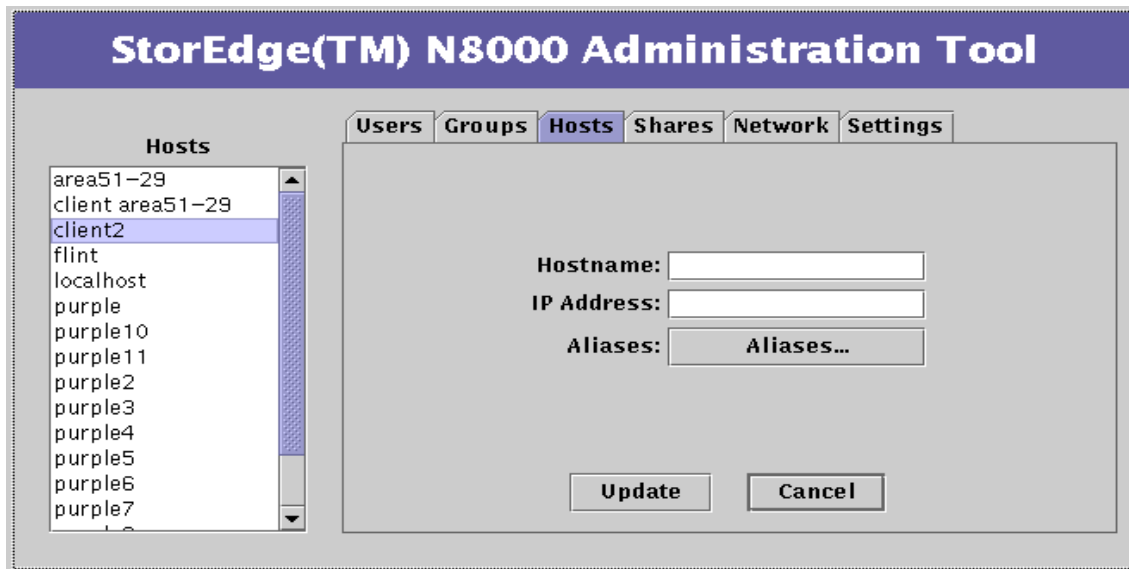 StorEdge(TM) N8000 Administration Tool
Users Groups Hosts Shares Network Settings
Hosts
area51-29
client area51-29
client2
flint
localhost
purple
purple10
purple11
purple2
purple3
purple4
purple5
purple6
purple7
Hostname:
IP Address:
Aliases: Aliases...
Update Cancel